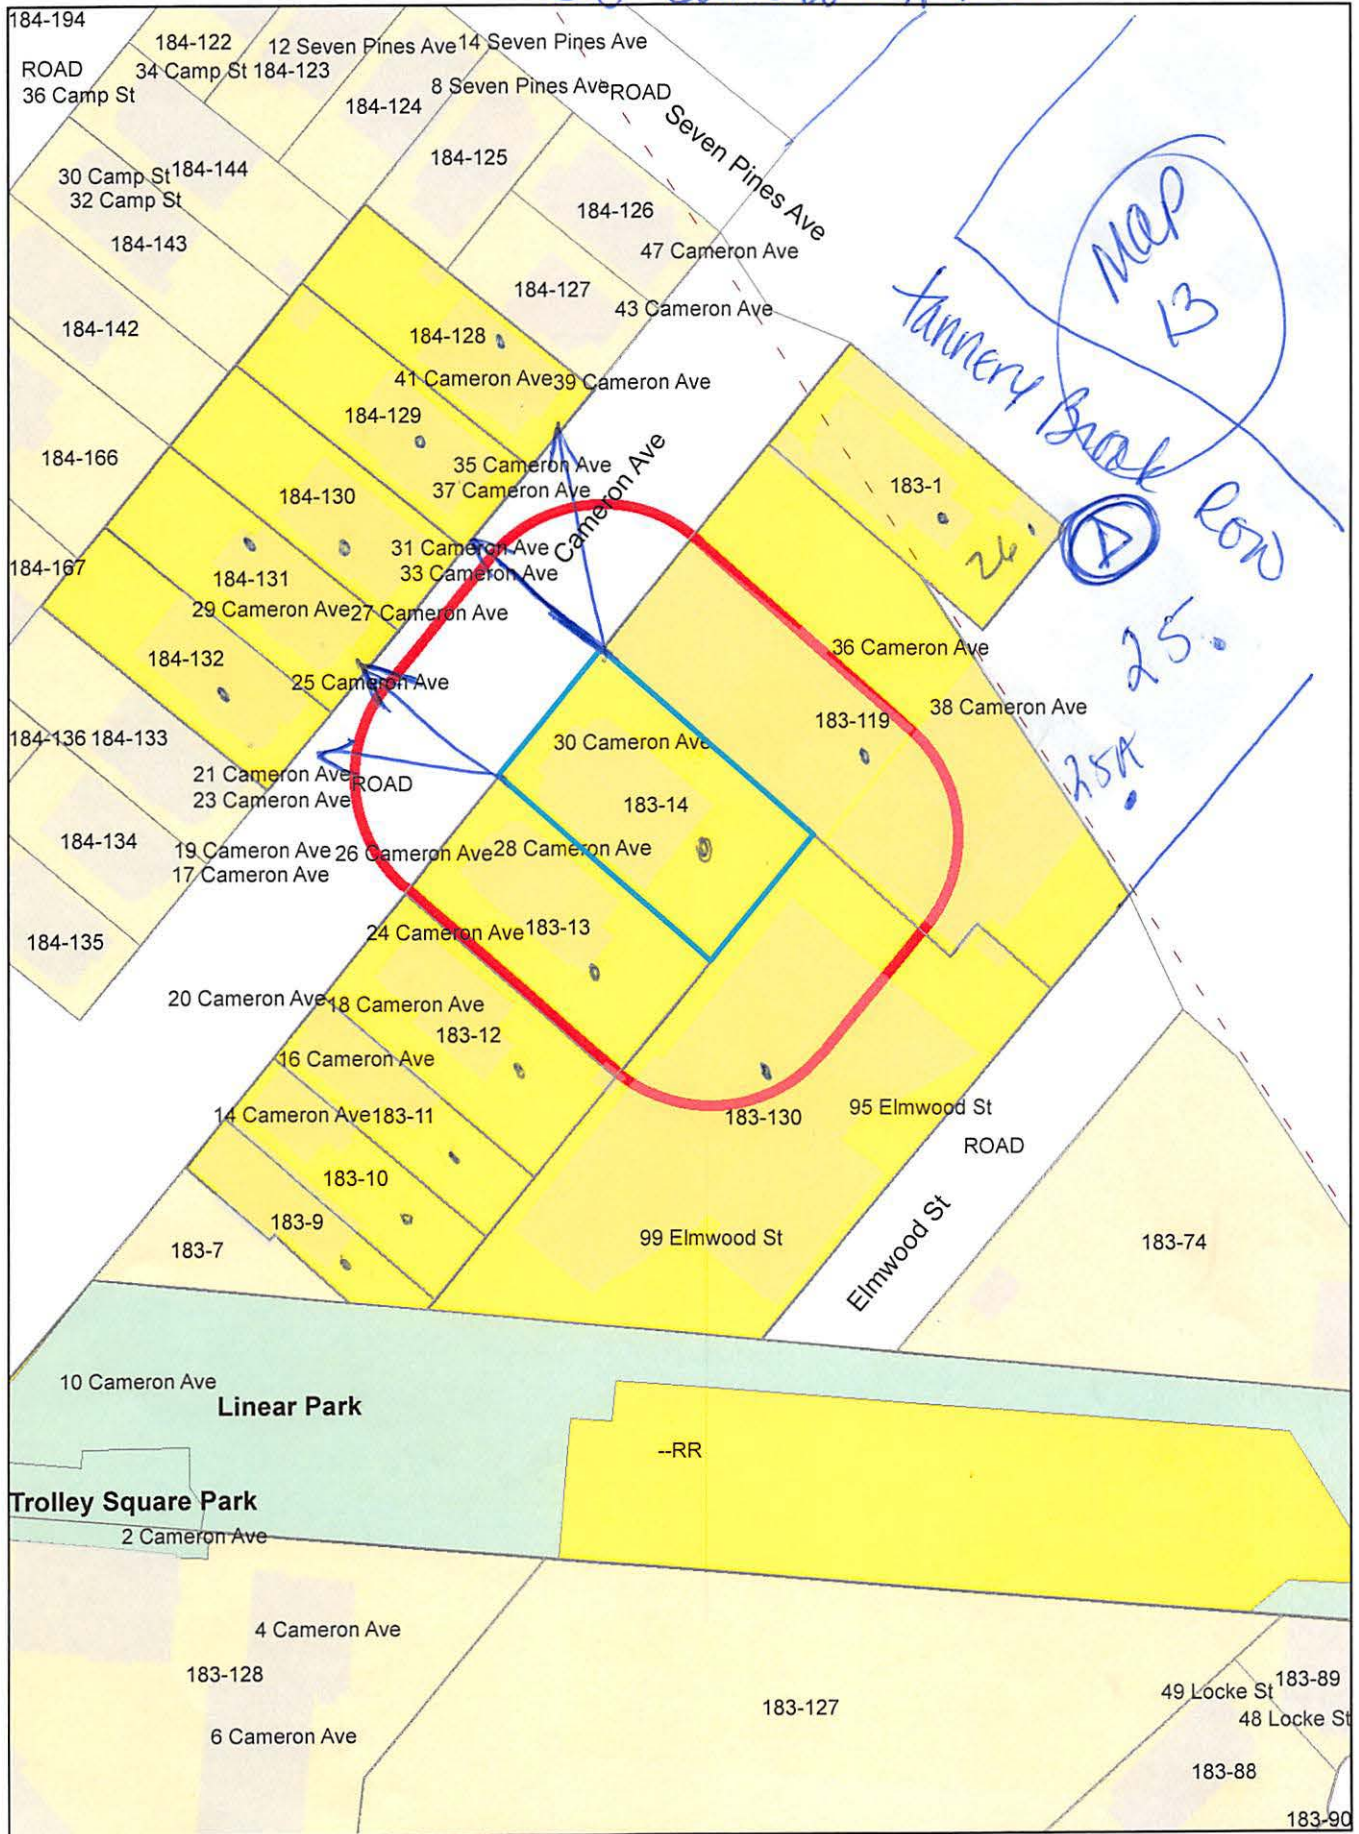 184-194
184-122
12 Seven Pines Ave
14 Seven Pines Ave
ROAD
34 Camp St
184-123
36 Camp St
8 Seven Pines Ave
ROAD
184-124
Seven Pines Ave
184-125
30 Camp St
184-144
32 Camp St
184-126
184-143
47 Cameron Ave
Map
13
184-127
43 Cameron Ave
184-142
184-128
tannery Brook Row
41 Cameron Ave
39 Cameron Ave
184-129
184-166
35 Cameron Ave
37 Cameron Ave
Cameron Ave
184-130
183-1
26
31 Cameron Ave
33 Cameron Ave
184-167
184-131
29 Cameron Ave
27 Cameron Ave
25
184-132
25 Cameron Ave
36 Cameron Ave
38 Cameron Ave
184-136
184-133
30 Cameron Ave
183-119
21 Cameron Ave
ROAD
23 Cameron Ave
183-14
25A
184-134
19 Cameron Ave
26 Cameron Ave
28 Cameron Ave
17 Cameron Ave
184-135
24 Cameron Ave
183-13
20 Cameron Ave
18 Cameron Ave
183-12
16 Cameron Ave
14 Cameron Ave
183-11
183-130
95 Elmwood St
ROAD
183-10
183-9
183-7
99 Elmwood St
Elmwood St
183-74
10 Cameron Ave
Linear Park
--RR
Trolley Square Park
2 Cameron Ave
4 Cameron Ave
183-128
6 Cameron Ave
183-127
49 Locke St
183-89
48 Locke St
183-88
183-90